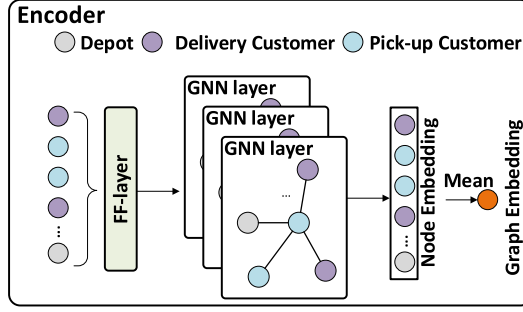 Encoder
Depot
Delivery Customer
Pick-up Customer
FF-layer
GNN layer
GNN layer
GNN layer
...
...
Node Embedding
...
Mean
Graph Embedding